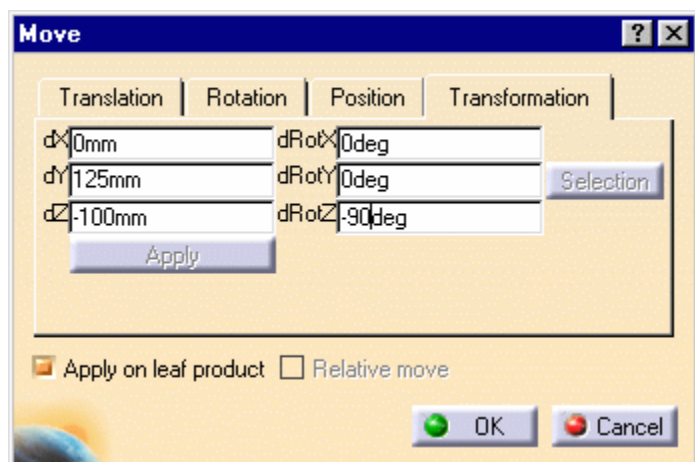 Move
Translation Rotation Position Transformation
dX 0mm dRotX 0deg
dY 125mm dRotY 0deg Selection
dZ -100mm dRotZ -90deg
Apply
Apply on leaf product Relative move
OK Cancel